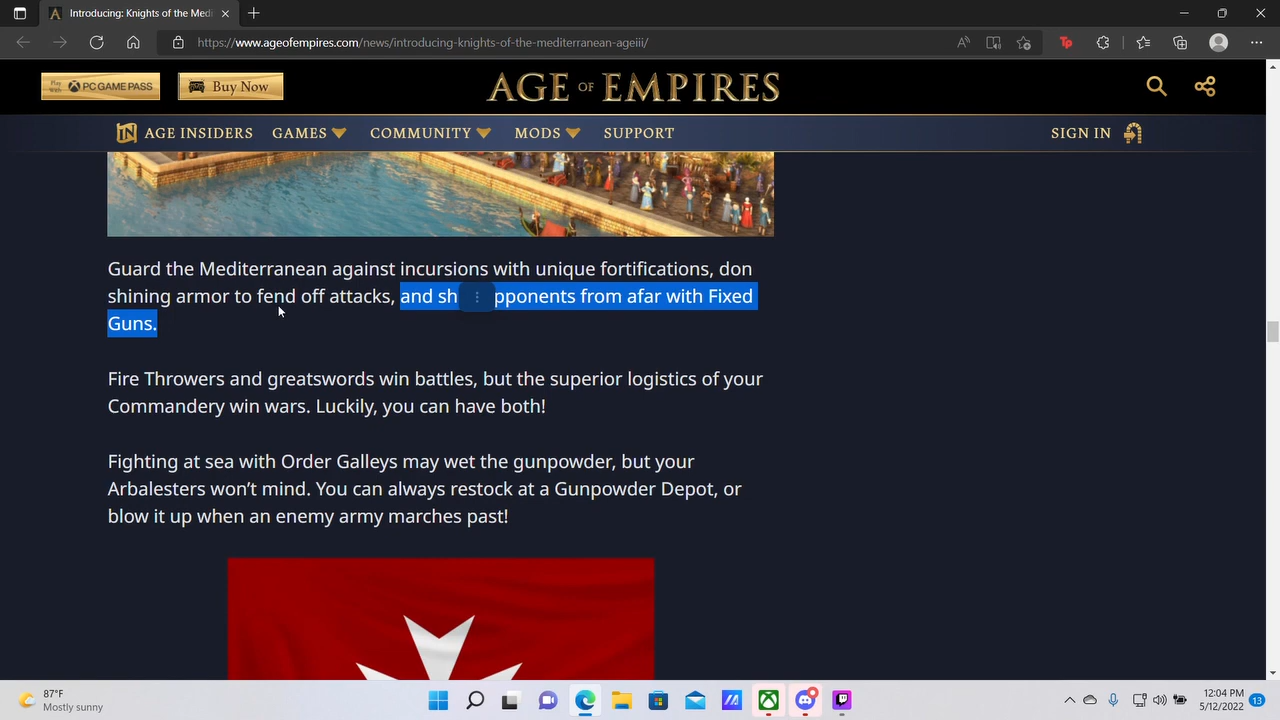 Introducing: Knights of the Medi
https://www.ageofempires.com/news/introducing-knights-of-the-mediterranean-ageiii/
Play With PC GAME PASS
Buy Now
AGE OF EMPIRES
IN AGE INSIDERS GAMES COMMUNITY MODS SUPPORT SIGN IN
Guard the Mediterranean against incursions with unique fortifications, don
shining armor to fend off attacks, and sh pponents from afar with Fixed
Guns.
Fire Throwers and greatswords win battles, but the superior logistics of your
Commandery win wars. Luckily, you can have both!
Fighting at sea with Order Galleys may wet the gunpowder, but your
Arbalesters won’t mind. You can always restock at a Gunpowder Depot, or
blow it up when an enemy army marches past!
87°F
Mostly sunny
12:04 PM
5/12/2022
13